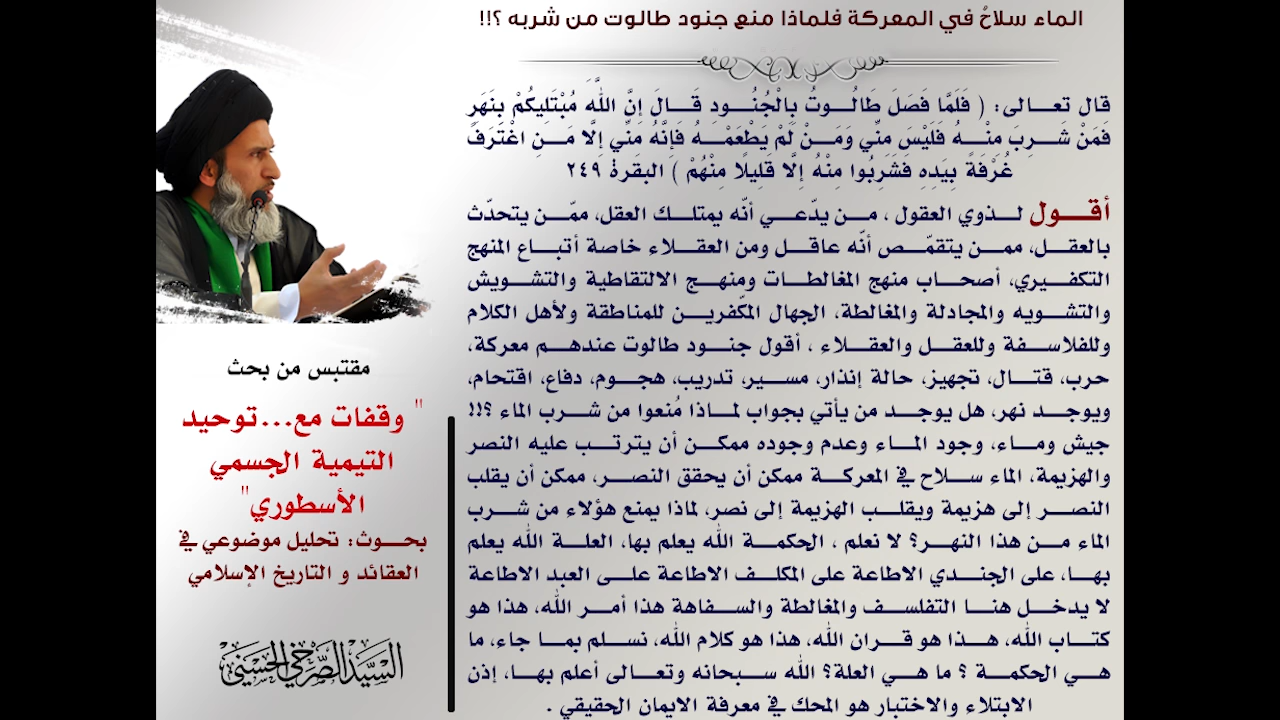 الماء سلاحٌ في المعركة فلماذا منع جنود طالوت من شربه ؟!!
قال تعالى: ( فَلَمَّا فَصَلَ طَالُوتُ بِالْجُنُودِ قَالَ إِنَّ اللَّهَ مُبْتَلِيكُمْ بِنَهَرٍ
فَمَنْ شَرِبَ مِنْهُ فَلَيْسَ مِنِّي وَمَنْ لَمْ يَطْعَمْهُ فَإِنَّهُ مِنِّي إِلَّا مَنِ اغْتَرَفَ
غُرْفَةً بِيَدِهِ فَشَرِبُوا مِنْهُ إِلَّا قَلِيلًا مِنْهُمْ ) البقرة ٢٤٩
أقول لذوي العقول ، من يدّعي أنّه يمتلك العقل، ممّن يتحدّث
بالعقل، ممن يتقمّص أنّه عاقل ومن العقلاء خاصة أتباع المنهج
التكفيري، أصحاب منهج المغالطات ومنهج الالتقاطية والتشويش
والتشويه والمجادلة والمغالطة، الجهال المكّفرين للمناطقة ولأهل الكلام
وللفلاسفة وللعقل والعقلاء ، أقول جنود طالوت عندهم معركة،
حرب، قتال، تجهيز، حالة إنذار، مسير، تدريب، هجوم، دفاع، اقتحام،
ويوجد نهر، هل يوجد من يأتي بجواب لماذا مُنعوا من شرب الماء ؟!!
جيش وماء، وجود الماء وعدم وجوده ممكن أن يترتب عليه النصر
والهزيمة، الماء سلاح في المعركة ممكن أن يحقق النصر، ممكن أن يقلب
النصر إلى هزيمة ويقلب الهزيمة إلى نصر، لماذا يمنع هؤلاء من شرب
الماء من هذا النهر؟ لا نعلم ، الحكمة الله يعلم بها، العلة الله يعلم
بها، على الجندي الاطاعة على المكلف الاطاعة على العبد الاطاعة
لا يدخل هنا التفلسف والمغالطة والسفاهة هذا أمر الله، هذا هو
كتاب الله، هذا هو قران الله، هذا هو كلام الله، نسلم بما جاء، ما
هي الحكمة ؟ ما هي العلة؟ الله سبحانه وتعالى أعلم بها، إذن
الابتلاء والاختبار هو المحك في معرفة الايمان الحقيقي .
مقتبس من بحث
" وقفات مع...توحيد
التيمية الجسمي
الأسطوري"
بحوث: تحليل موضوعي في
العقائد و التاريخ الإسلامي
السيد الصرخي الحسني